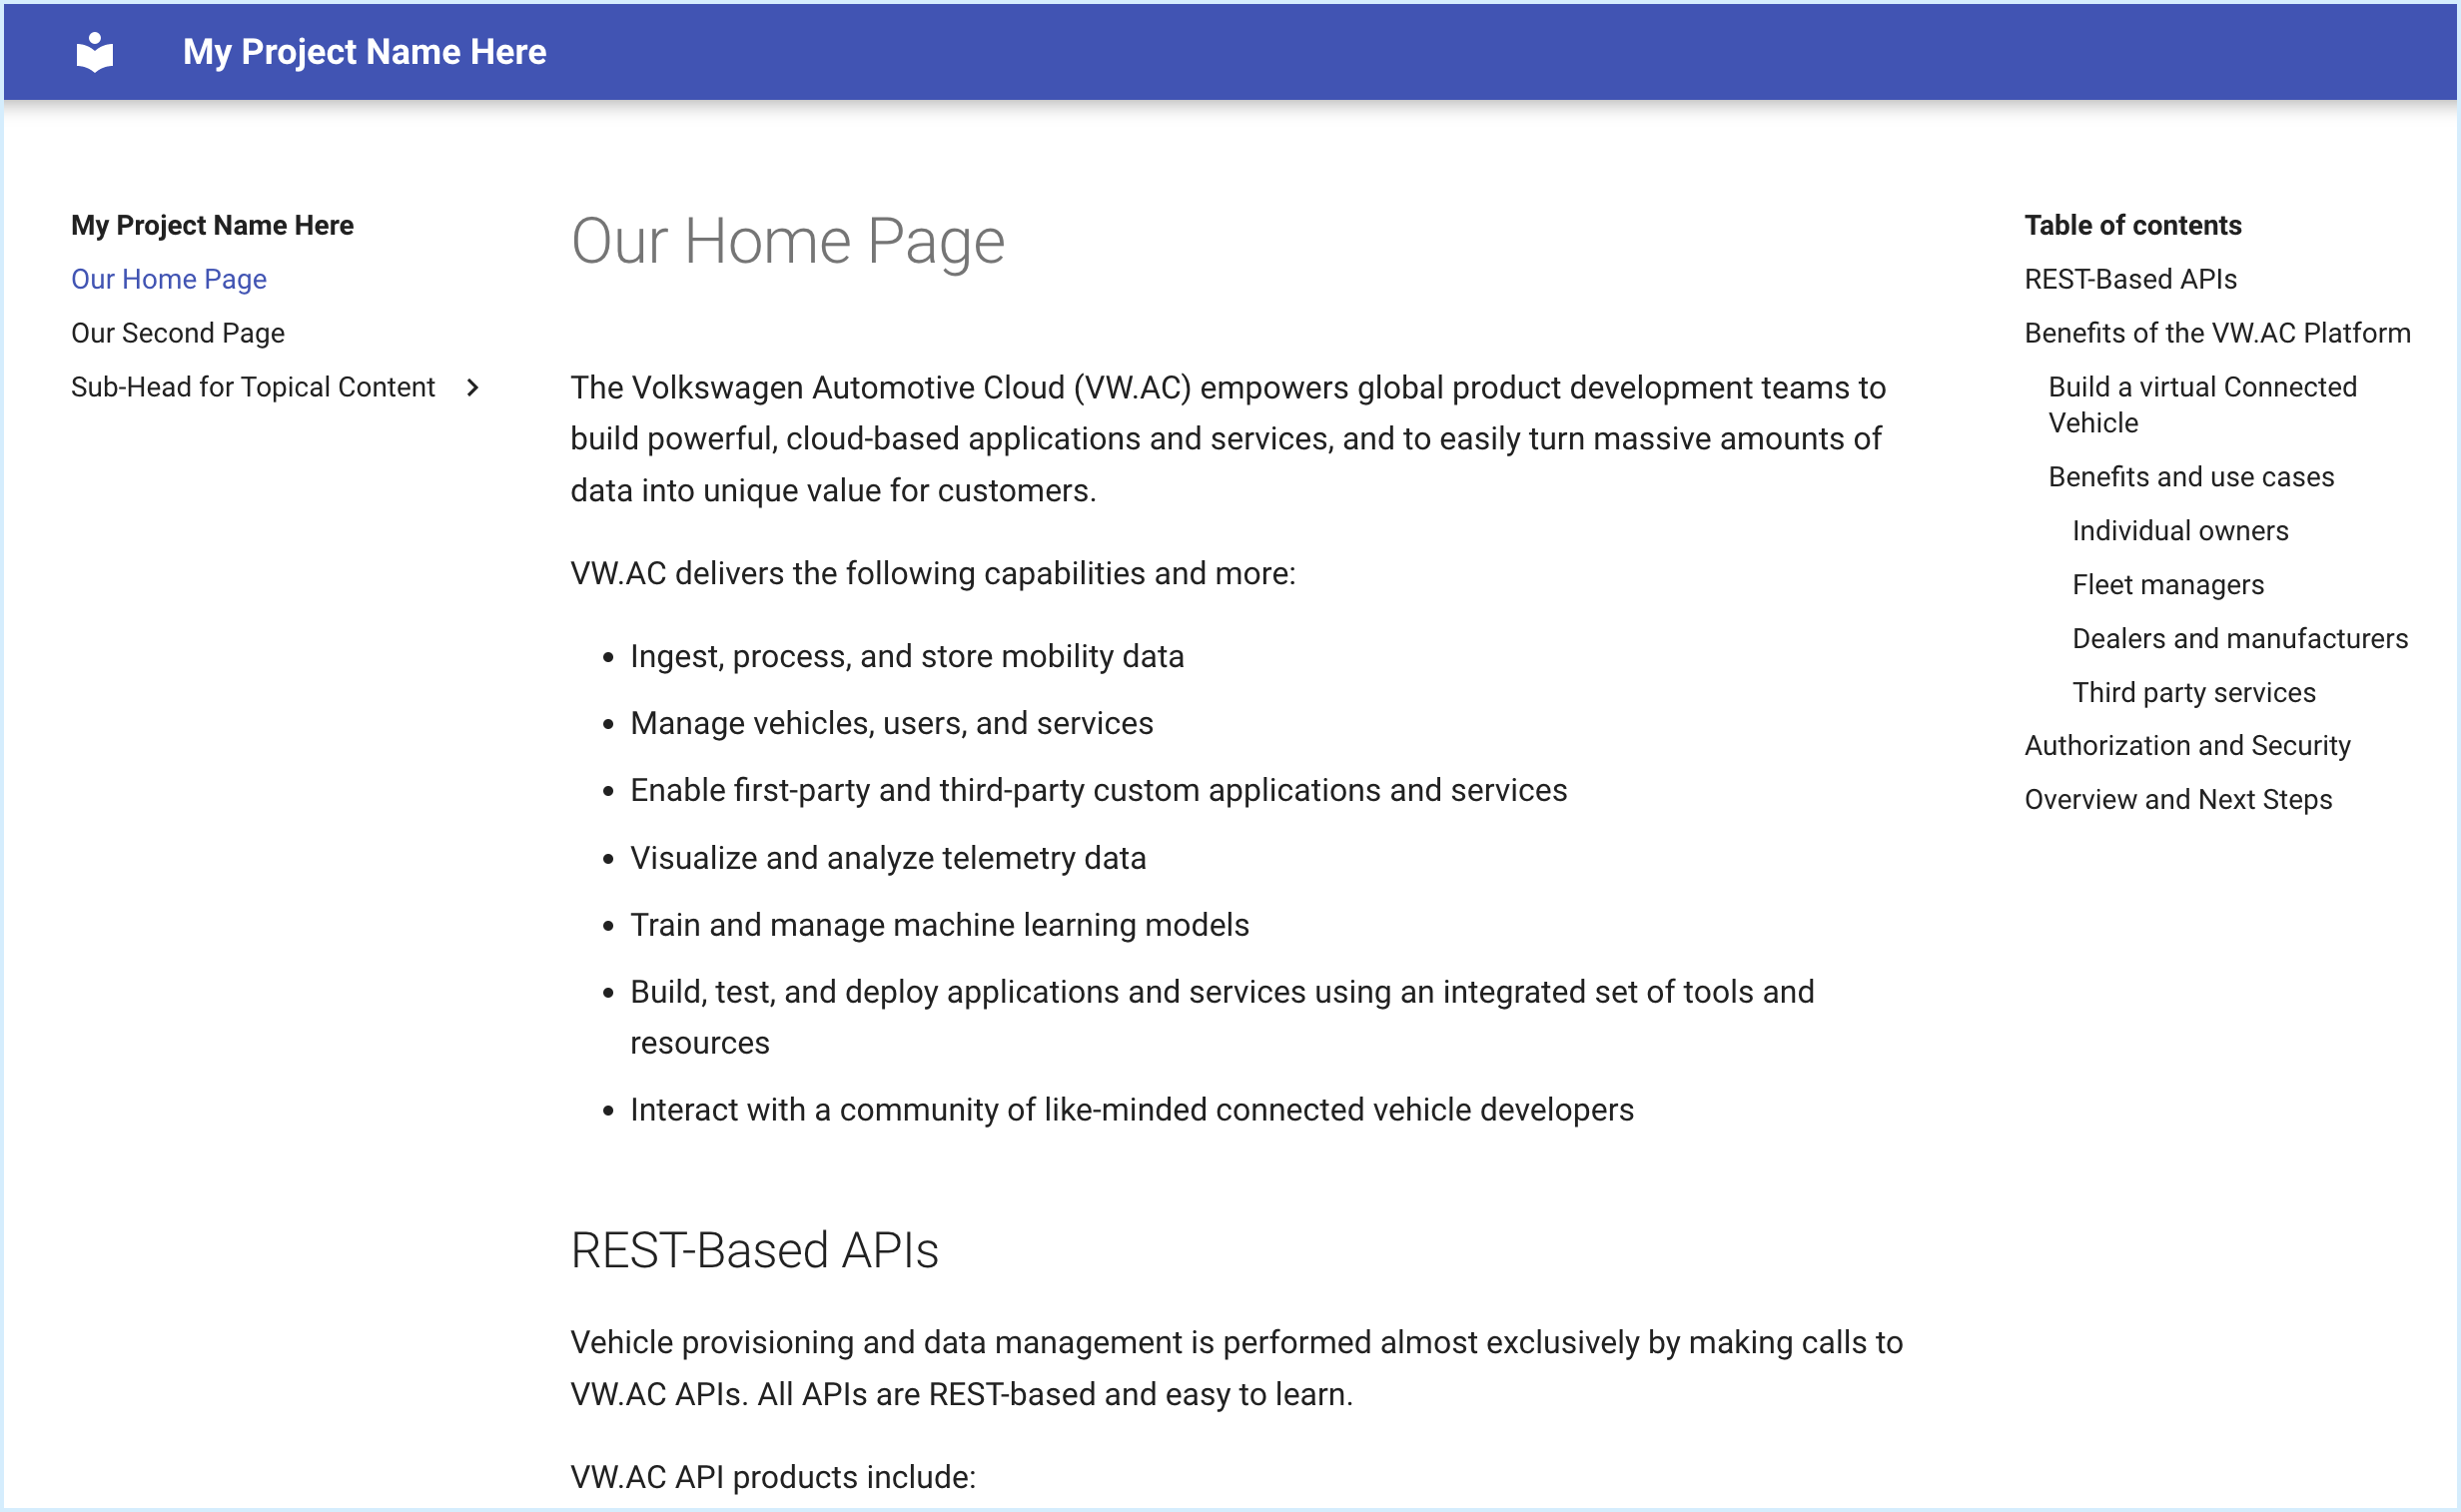 My Project Name Here
My Project Name Here
Our Home Page
Our Second Page
Sub-Head for Topical Content
Our Home Page
The Volkswagen Automotive Cloud (VW.AC) empowers global product development teams to
build powerful, cloud-based applications and services, and to easily turn massive amounts of
data into unique value for customers.
VW.AC delivers the following capabilities and more:
• Ingest, process, and store mobility data
• Manage vehicles, users, and services
• Enable first-party and third-party custom applications and services
• Visualize and analyze telemetry data
• Train and manage machine learning models
• Build, test, and deploy applications and services using an integrated set of tools and
resources
• Interact with a community of like-minded connected vehicle developers
REST-Based APIs
Vehicle provisioning and data management is performed almost exclusively by making calls to
VW.AC APIs. All APIs are REST-based and easy to learn.
VW.AC API products include:
Table of contents
REST-Based APIs
Benefits of the VW.AC Platform
Build a virtual Connected
Vehicle
Benefits and use cases
Individual owners
Fleet managers
Dealers and manufacturers
Third party services
Authorization and Security
Overview and Next Steps